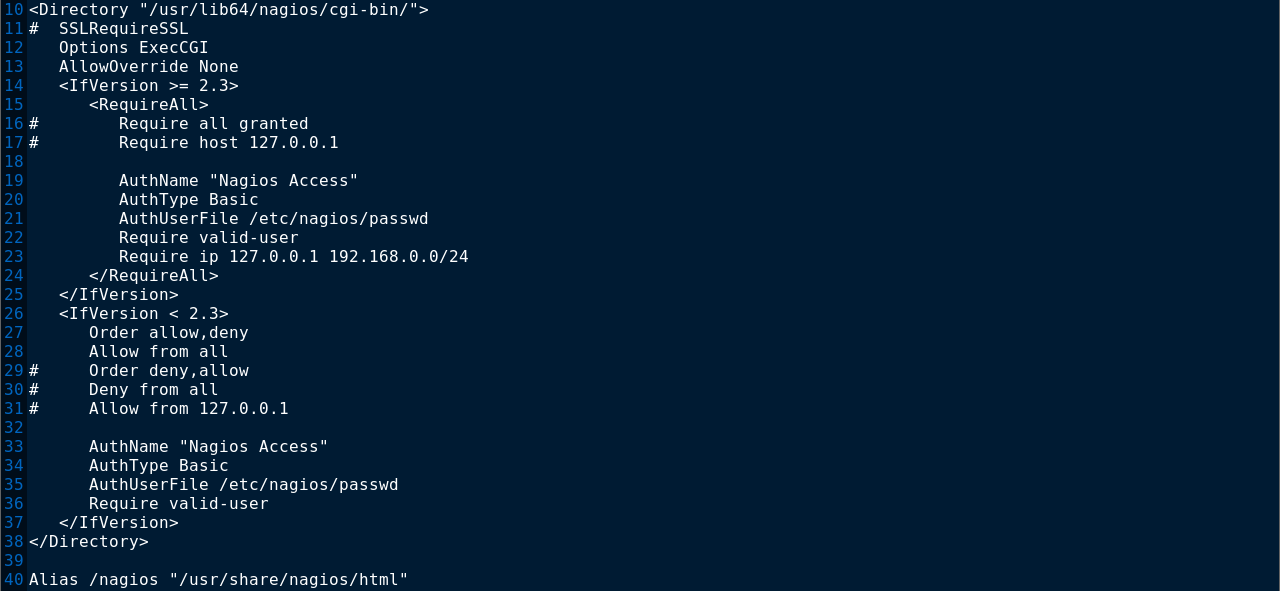 10 <Directory "/usr/lib64/nagios/cgi-bin/">
11 #  SSLRequireSSL
12    Options ExecCGI
13    AllowOverride None
14    <IfVersion >= 2.3>
15       <RequireAll>
16 #        Require all granted
17 #        Require host 127.0.0.1
18
19          AuthName "Nagios Access"
20          AuthType Basic
21          AuthUserFile /etc/nagios/passwd
22          Require valid-user
23          Require ip 127.0.0.1 192.168.0.0/24
24       </RequireAll>
25    </IfVersion>
26    <IfVersion < 2.3>
27       Order allow,deny
28       Allow from all
29 #     Order deny,allow
30 #     Deny from all
31 #     Allow from 127.0.0.1
32
33       AuthName "Nagios Access"
34       AuthType Basic
35       AuthUserFile /etc/nagios/passwd
36       Require valid-user
37    </IfVersion>
38 </Directory>
39
40 Alias /nagios "/usr/share/nagios/html"